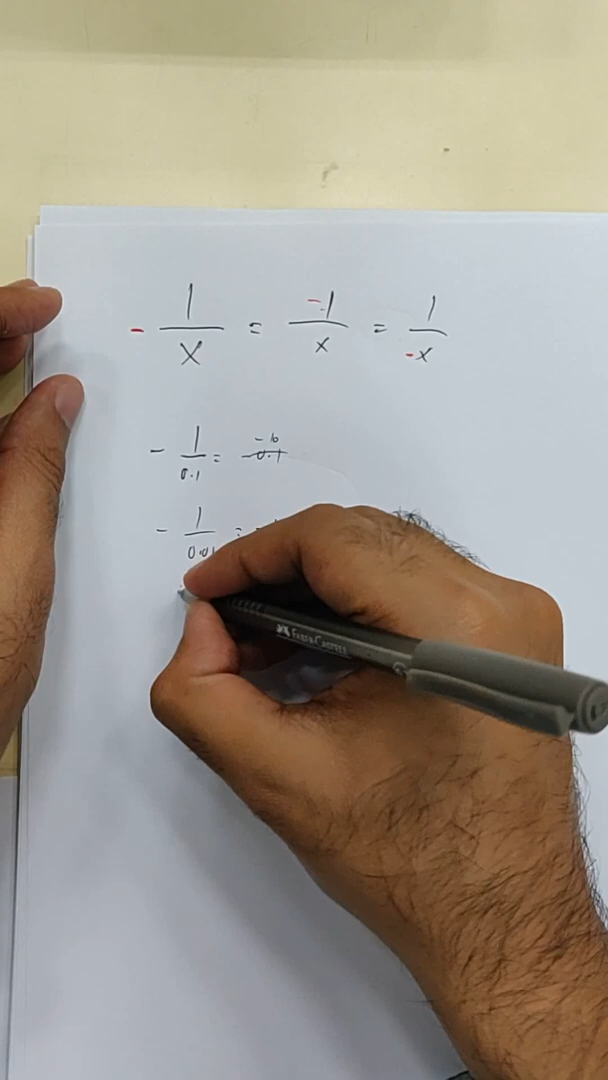 - 1/x = -1/x = 1/-x
- 1/0.1 = -10 -0.1
- 1/0.01 = -
FABER-CASTELL